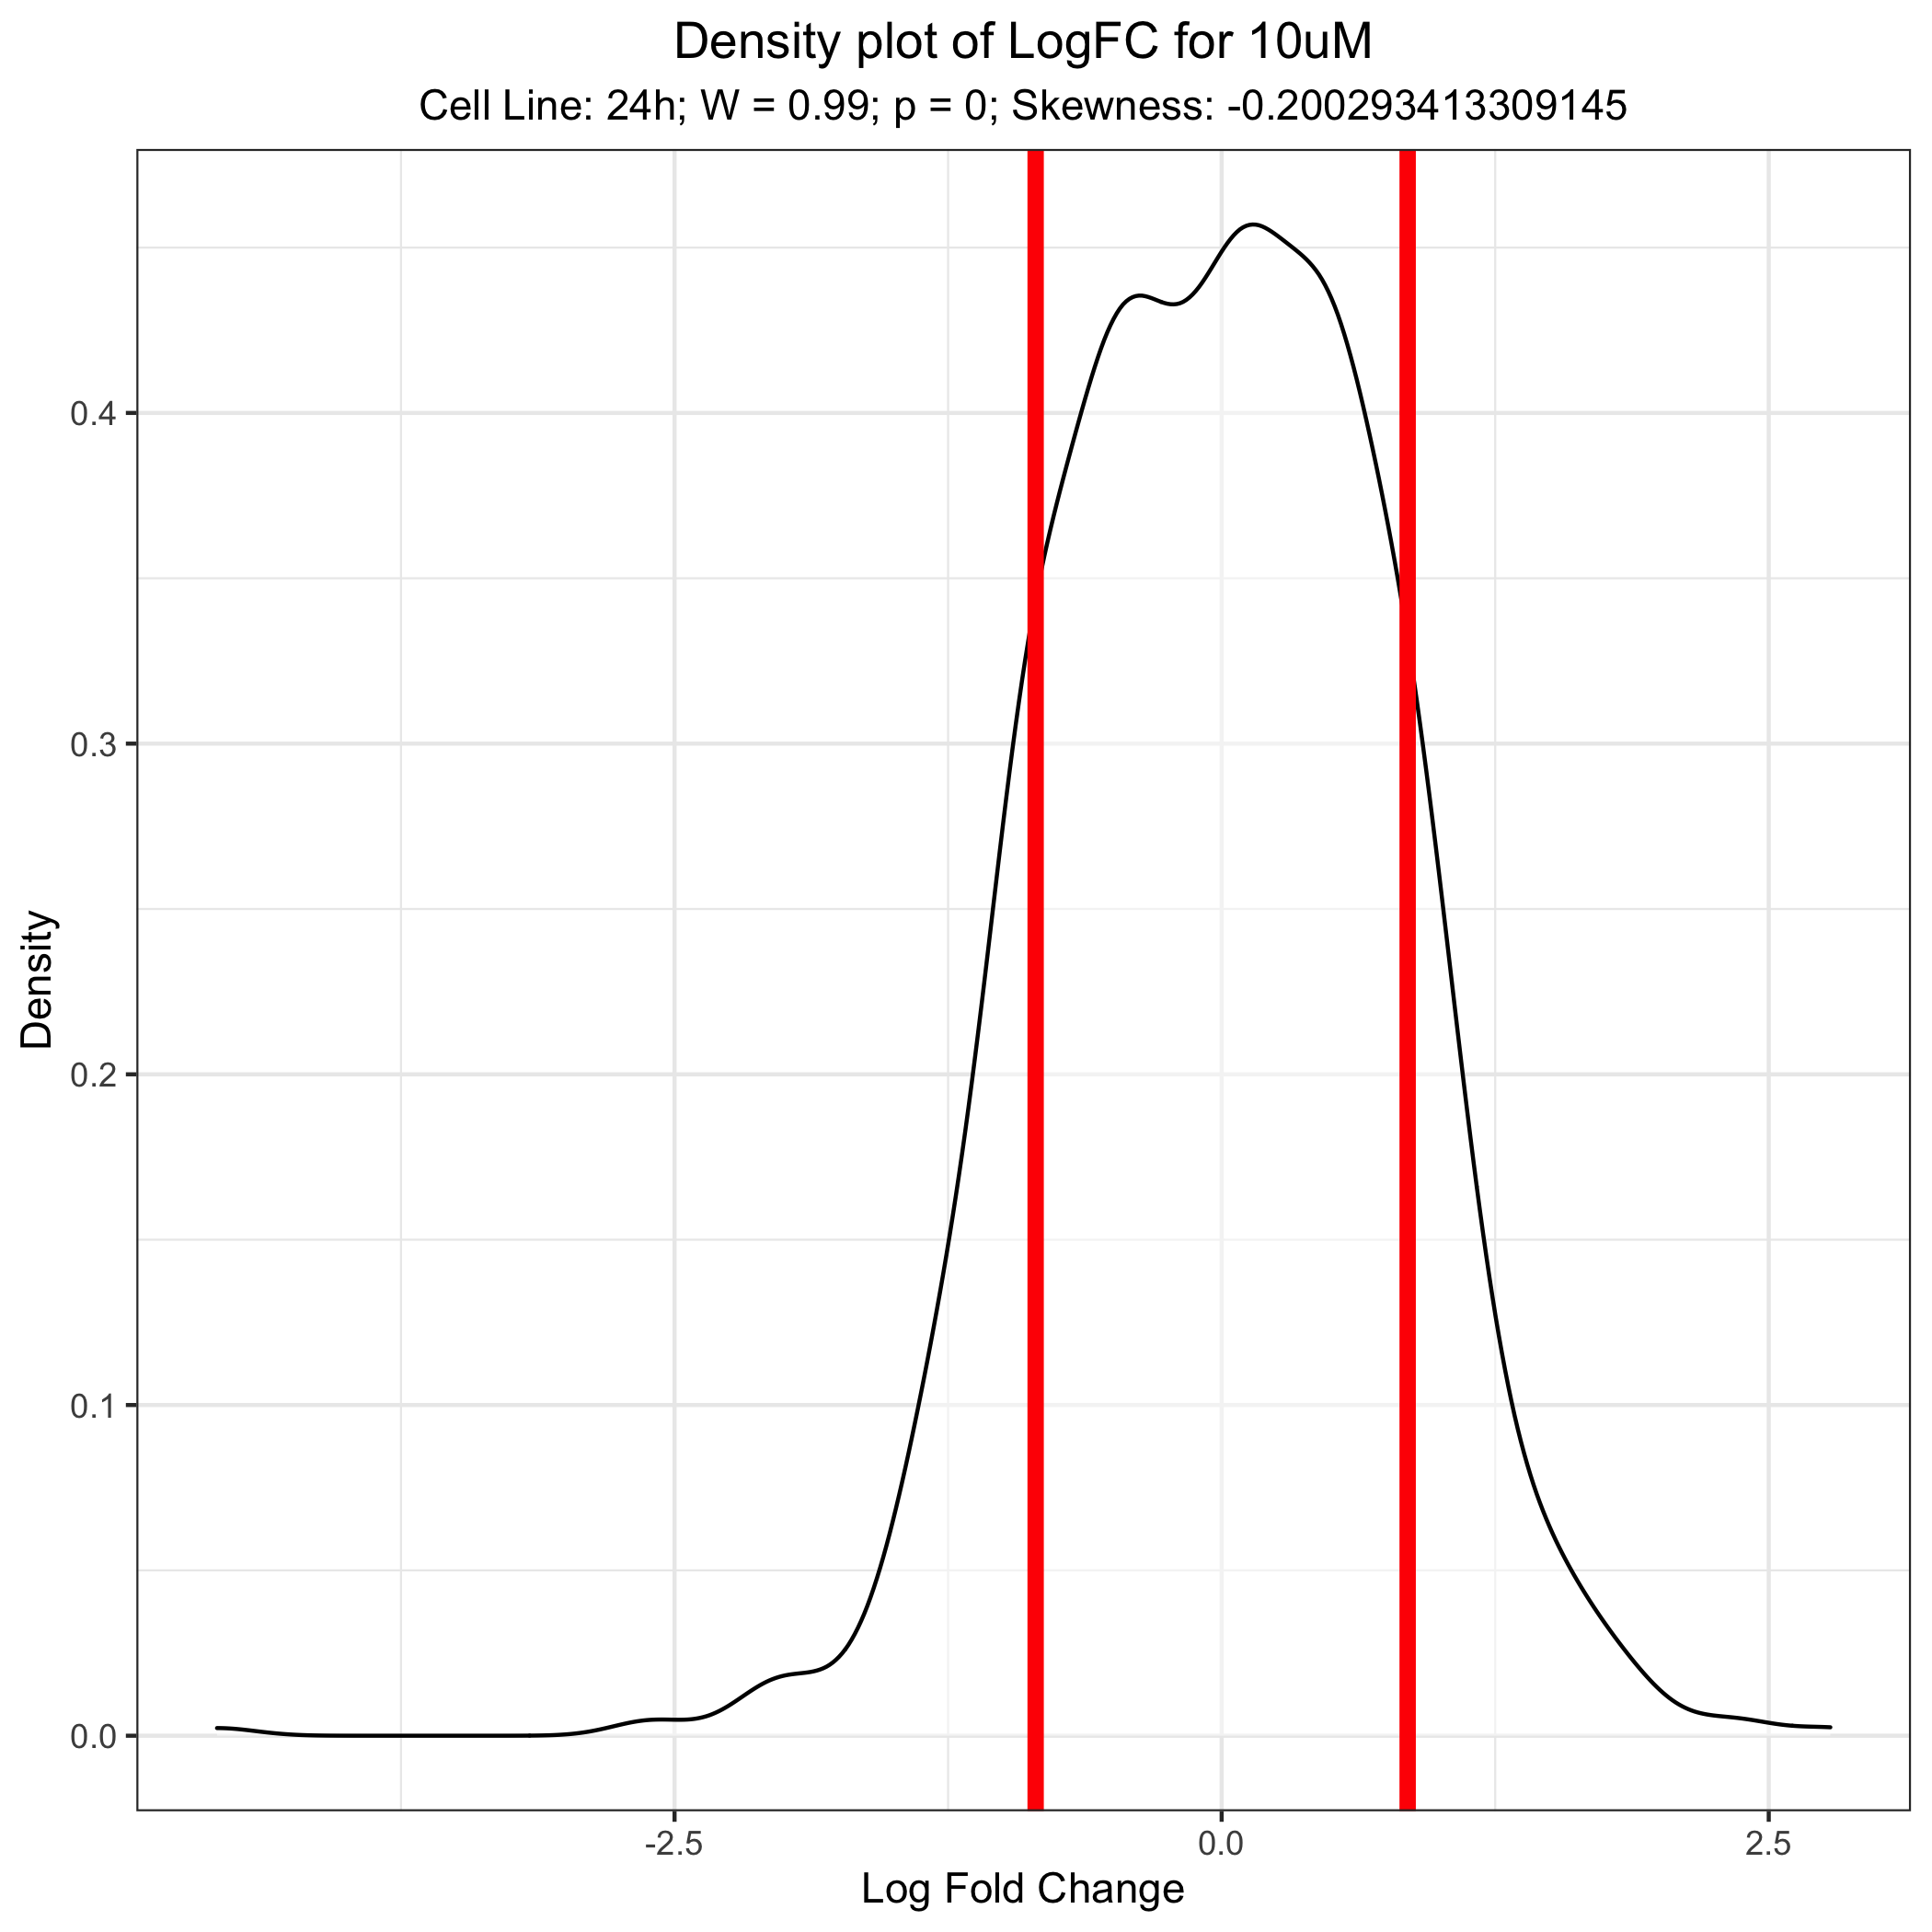 Density plot of LogFC for 10uM
Cell Line: 24h; W = 0.99; p = 0; Skewness: -0.200293413309145
Density
0.4
0.3
0.2
0.1
0.0
-2.5
0.0
2.5
Log Fold Change